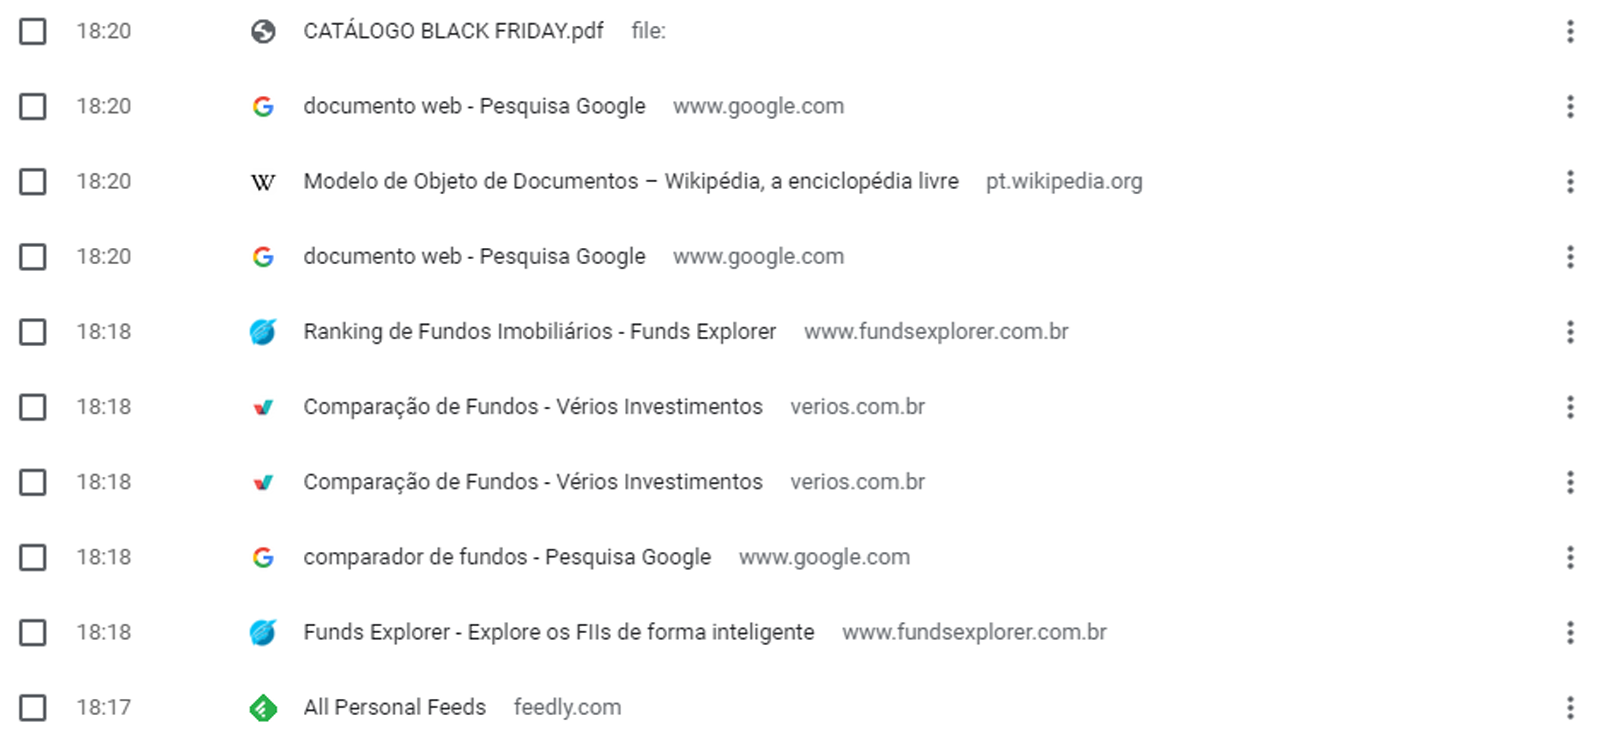 18:20 CATÁLOGO BLACK FRIDAY.pdf file:
18:20 documento web - Pesquisa Google www.google.com
18:20 Modelo de Objeto de Documentos – Wikipédia, a enciclopédia livre pt.wikipedia.org
18:20 documento web - Pesquisa Google www.google.com
18:18 Ranking de Fundos Imobiliários - Funds Explorer www.fundsexplorer.com.br
18:18 Comparação de Fundos - Vérios Investimentos verios.com.br
18:18 Comparação de Fundos - Vérios Investimentos verios.com.br
18:18 comparador de fundos - Pesquisa Google www.google.com
18:18 Funds Explorer - Explore os FIIs de forma inteligente www.fundsexplorer.com.br
18:17 All Personal Feeds feedly.com